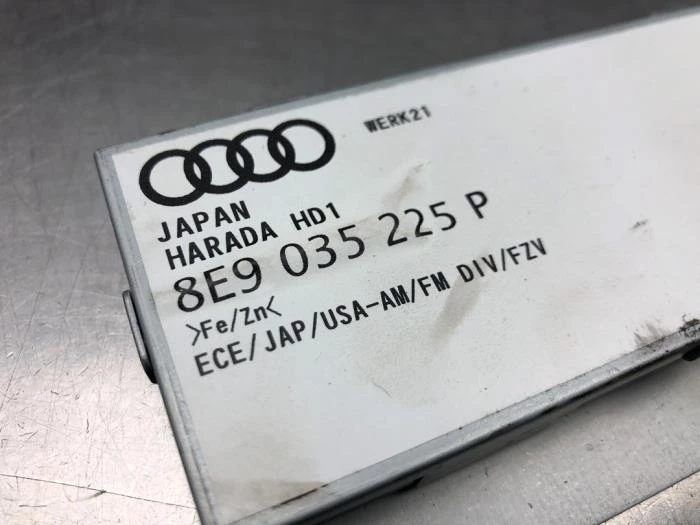 WERK21
JAPAN
HARADA HD1
8E9 035 225 P
>Fe/Zn<
ECE/JAP/USA-AM/FM DIV/FZV